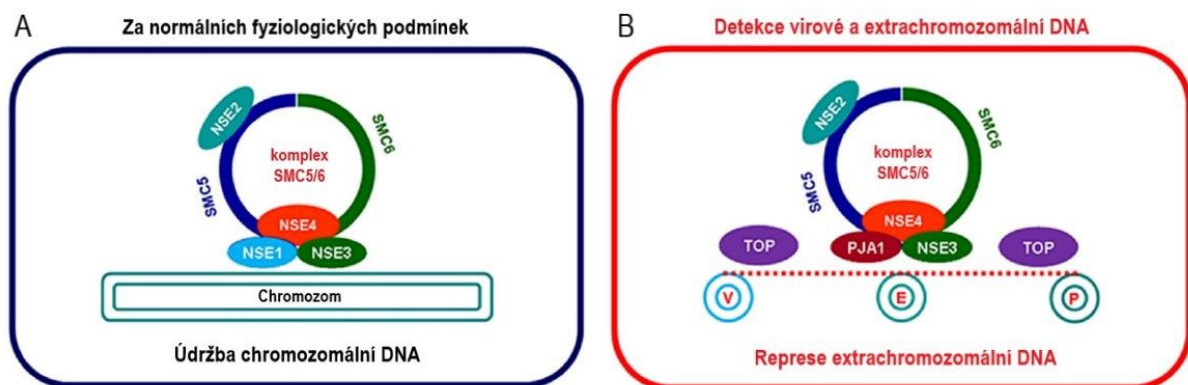 A
Za normálních fyziologických podmínek
NSE2
SMC5
SMC6
komplex
SMC5/6
NSE4
NSE1
NSE3
Chromozom
Údržba chromozomální DNA
B
Detekce virové a extrachromozomální DNA
NSE2
SMC5
SMC6
komplex
SMC5/6
NSE4
TOP
PJA1
NSE3
TOP
V
E
P
Represe extrachromozomální DNA